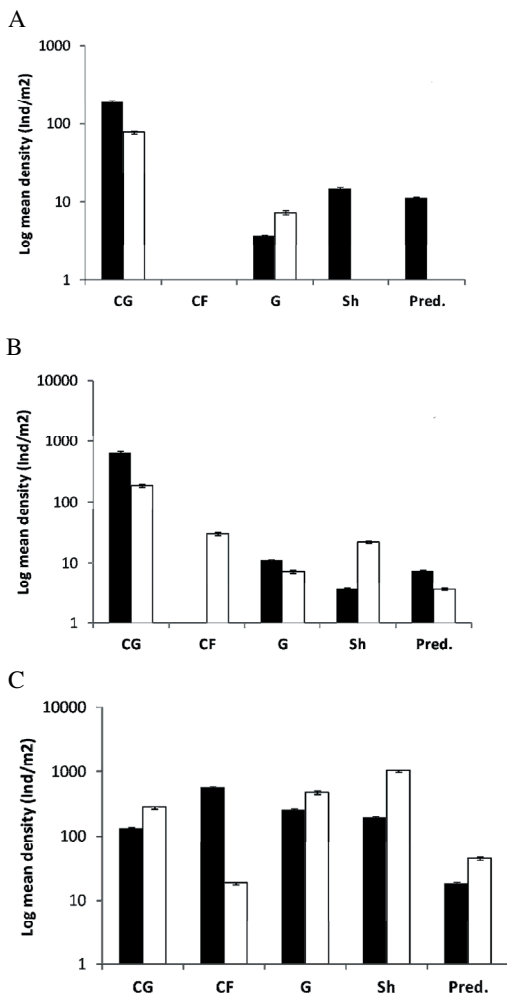 A
Log mean density (Ind/m2)
1000
100
10
1
CG CF G Sh Pred.
B
Log mean density (Ind/m2)
10000
1000
100
10
1
CG CF G Sh Pred.
C
Log mean density (Ind/m2)
10000
1000
100
10
1
CG CF G Sh Pred.